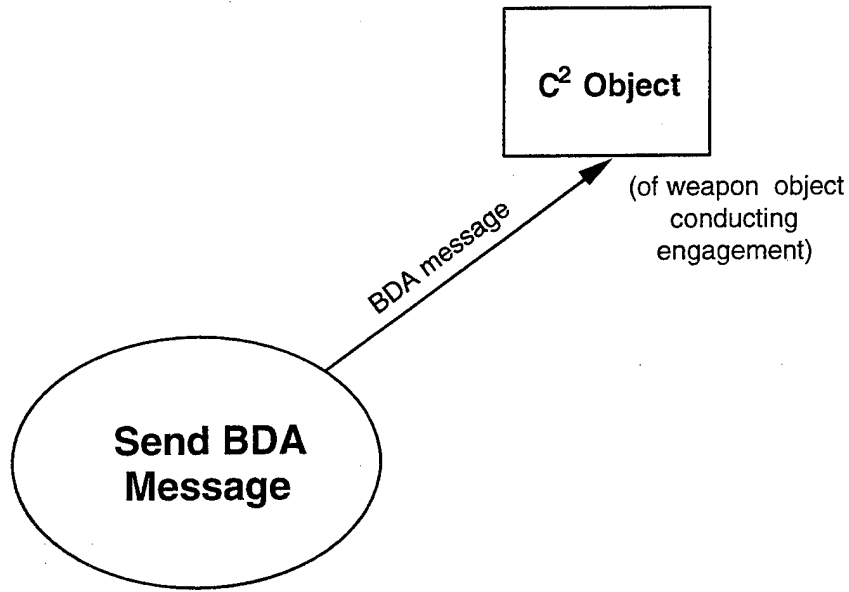 C² Object
(of weapon object
conducting
engagement)
BDA message
Send BDA
Message